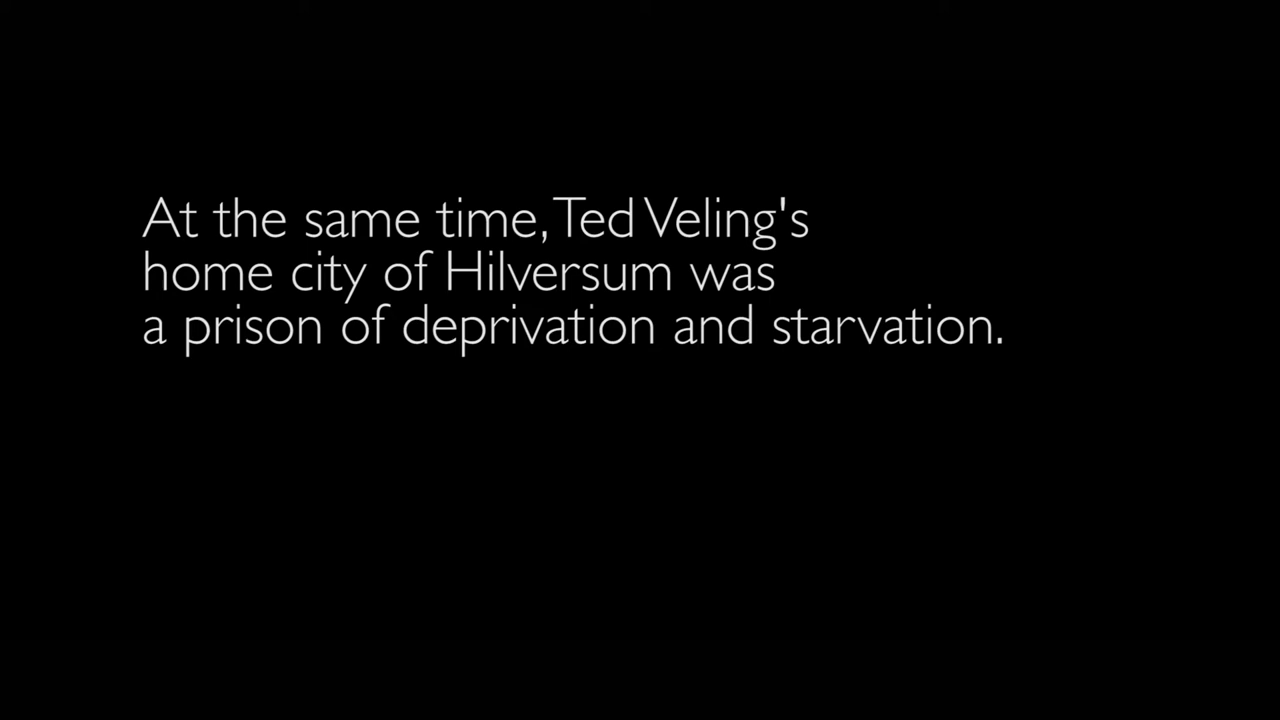 At the same time, Ted Veling's
home city of Hilversum was
a prison of deprivation and starvation.